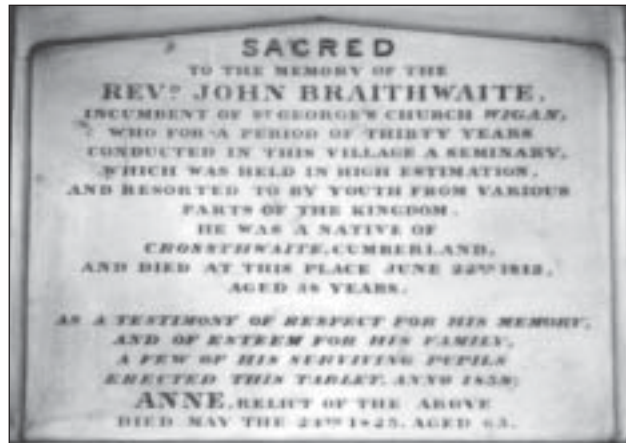 SACRED
TO THE MEMORY OF THE
REVD. JOHN BRAITHWAITE,
INCUMBENT OF ST GEORGE'S CHURCH WIGAN,
WHO FOR A PERIOD OF THIRTY YEARS
CONDUCTED IN THIS VILLAGE A SEMINARY,
WHICH WAS HELD IN HIGH ESTIMATION,
AND RESORTED TO BY YOUTH FROM VARIOUS
PARTS OF THE KINGDOM.
HE WAS A NATIVE OF
CROSSTHWAITE, CUMBERLAND,
AND DIED AT THIS PLACE JUNE
AGED YEARS.
AS A TESTIMONY OF RESPECT FOR HIS MEMORY,
AND OF ESTEEM FOR HIS FAMILY,
A FEW OF HIS SURVIVING PUPILS
ERECTED THIS TABLET, ANNO
ANNE, RELICT OF THE ABOVE
DIED MAY THE 24TH 1825, AGED 63.